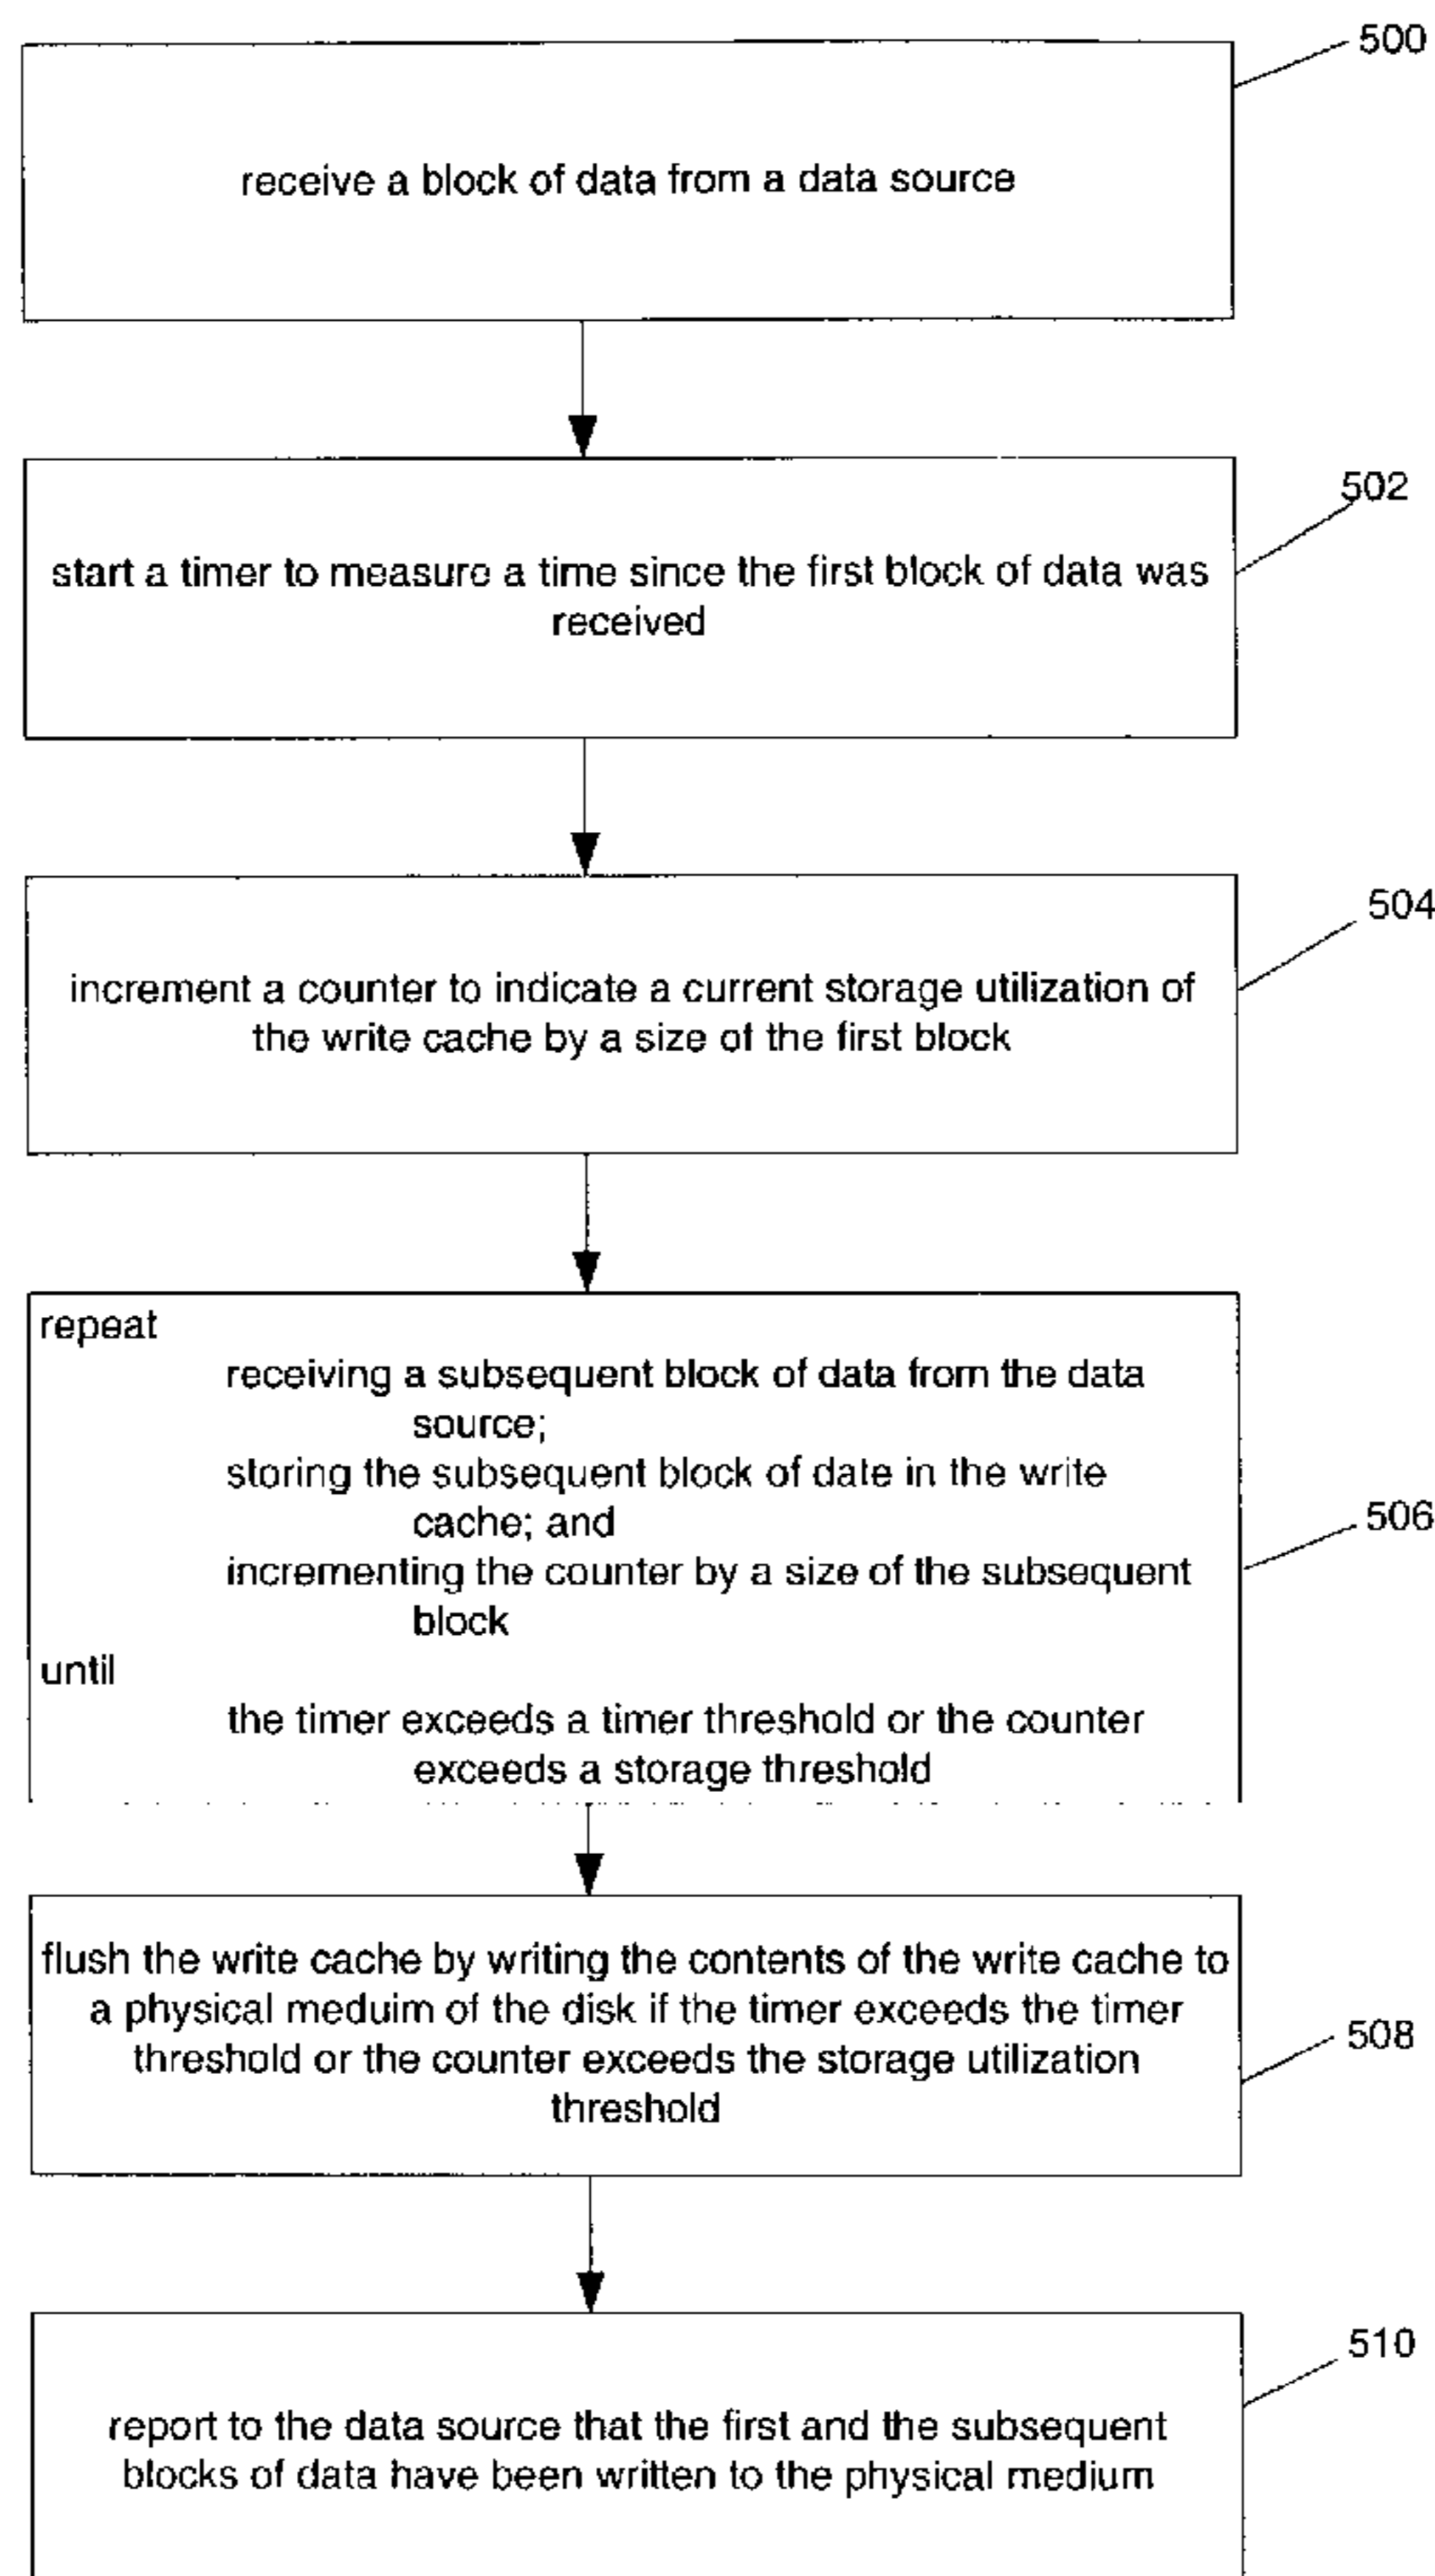 500
receive a block of data from a data source
502
start a timer to measure a time since the first block of data was
received
504
increment a counter to indicate a current storage utilization of
the write cache by a size of the first block
repeat
receiving a subsequent block of data from the data
source;
storing the subsequent block of date in the write
cache; and
506
incrementing the counter by a size of the subsequent
block
until
the timer exceeds a timer threshold or the counter
exceeds a storage threshold
flush the write cache by writing the contents of the write cache to
a physical meduim of the disk if the timer exceeds the timer
508
threshold or the counter exceeds the storage utilization
threshold
510
report to the data source that the first and the subsequent
blocks of data have been written to the physical medium